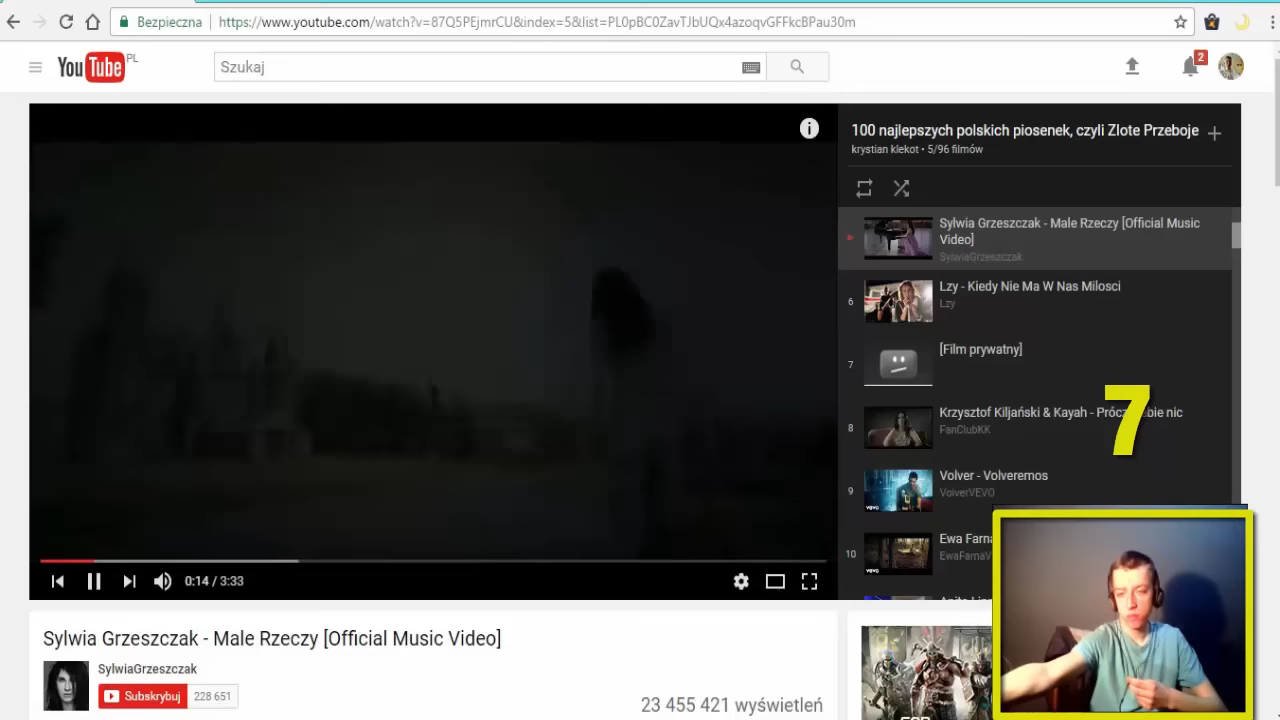 Bezpieczna
https://www.youtube.com/watch?v=87Q5PEjmrCU&index=5&list=PL0pBC0ZavTJbUQx4azoqvGFFkcBPau30m
YouTube PL
Szukaj
2
100 najlepszych polskich piosenek, czyli Zlote Przeboje
krystian klekot • 5/96 filmów
Sylwia Grzeszczak - Male Rzeczy [Official Music
Video]
SylwiaGrzeszczak
6
Lzy - Kiedy Nie Ma W Nas Milosci
Lzy
7
[Film prywatny]
7
8
Krzysztof Kiljański & Kayah - Prócz ebie nic
FanClubKK
9
Volver - Volveremos
VolverVEVO
vevo
10
Ewa Farna
EwaFarnaV
vevo
0:14 / 3:33
Sylwia Grzeszczak - Male Rzeczy [Official Music Video]
SylwiaGrzeszczak
Subskrybuj 228 651
23 455 421 wyświetleń